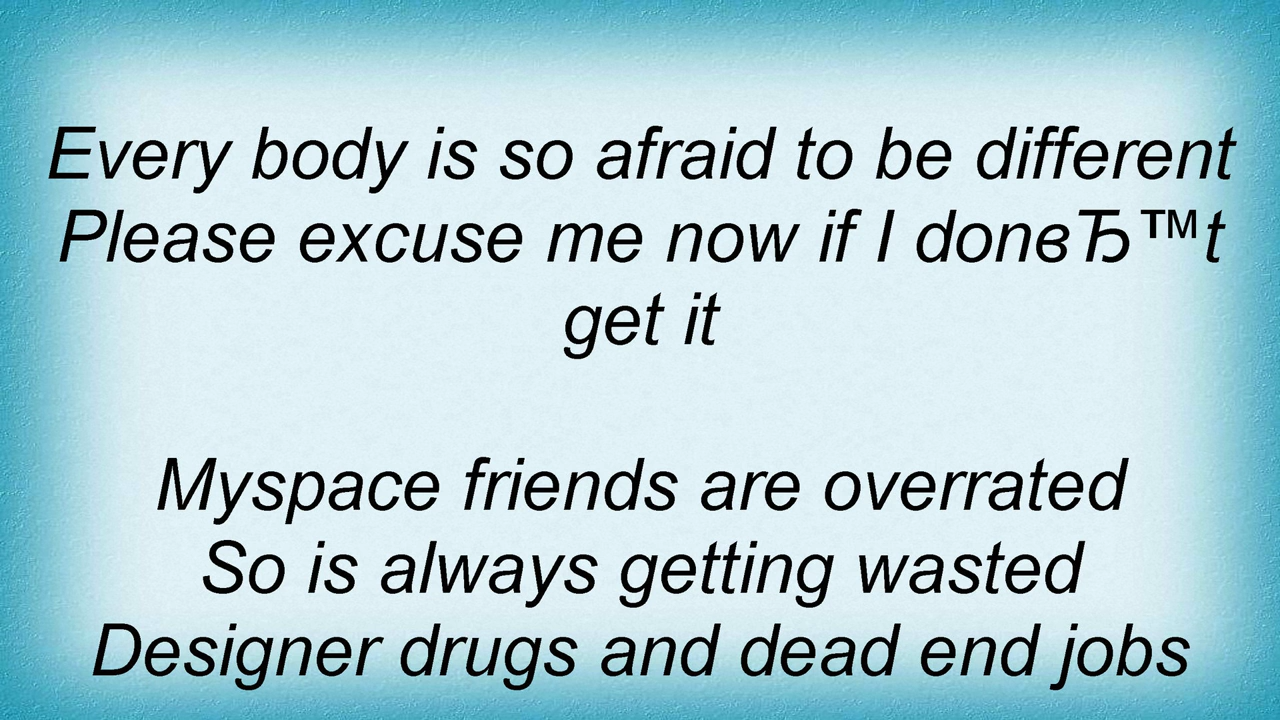 Every body is so afraid to be different
Please excuse me now if I donвЂ™t
get it
Myspace friends are overrated
So is always getting wasted
Designer drugs and dead end jobs